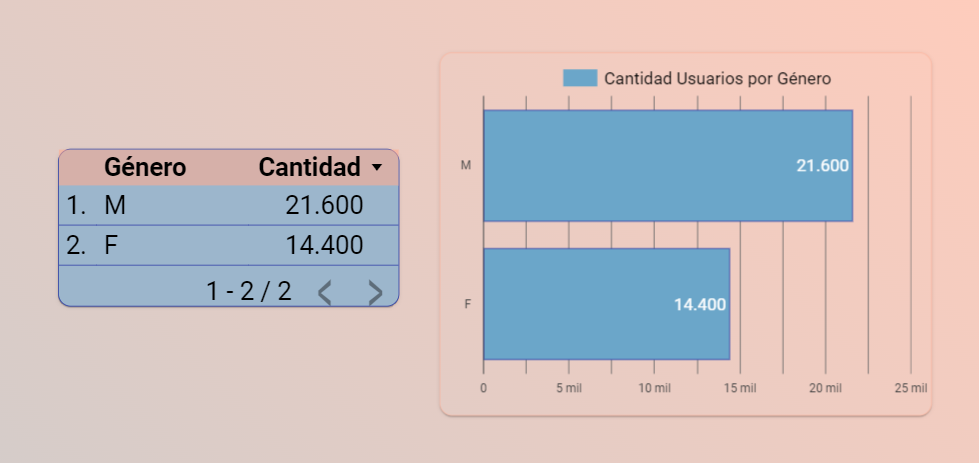 Género Cantidad
1. M 21.600
2. F 14.400
1 - 2 / 2
Cantidad Usuarios por Género
M 21.600
F 14.400
0 5 mil 10 mil 15 mil 20 mil 25 mil